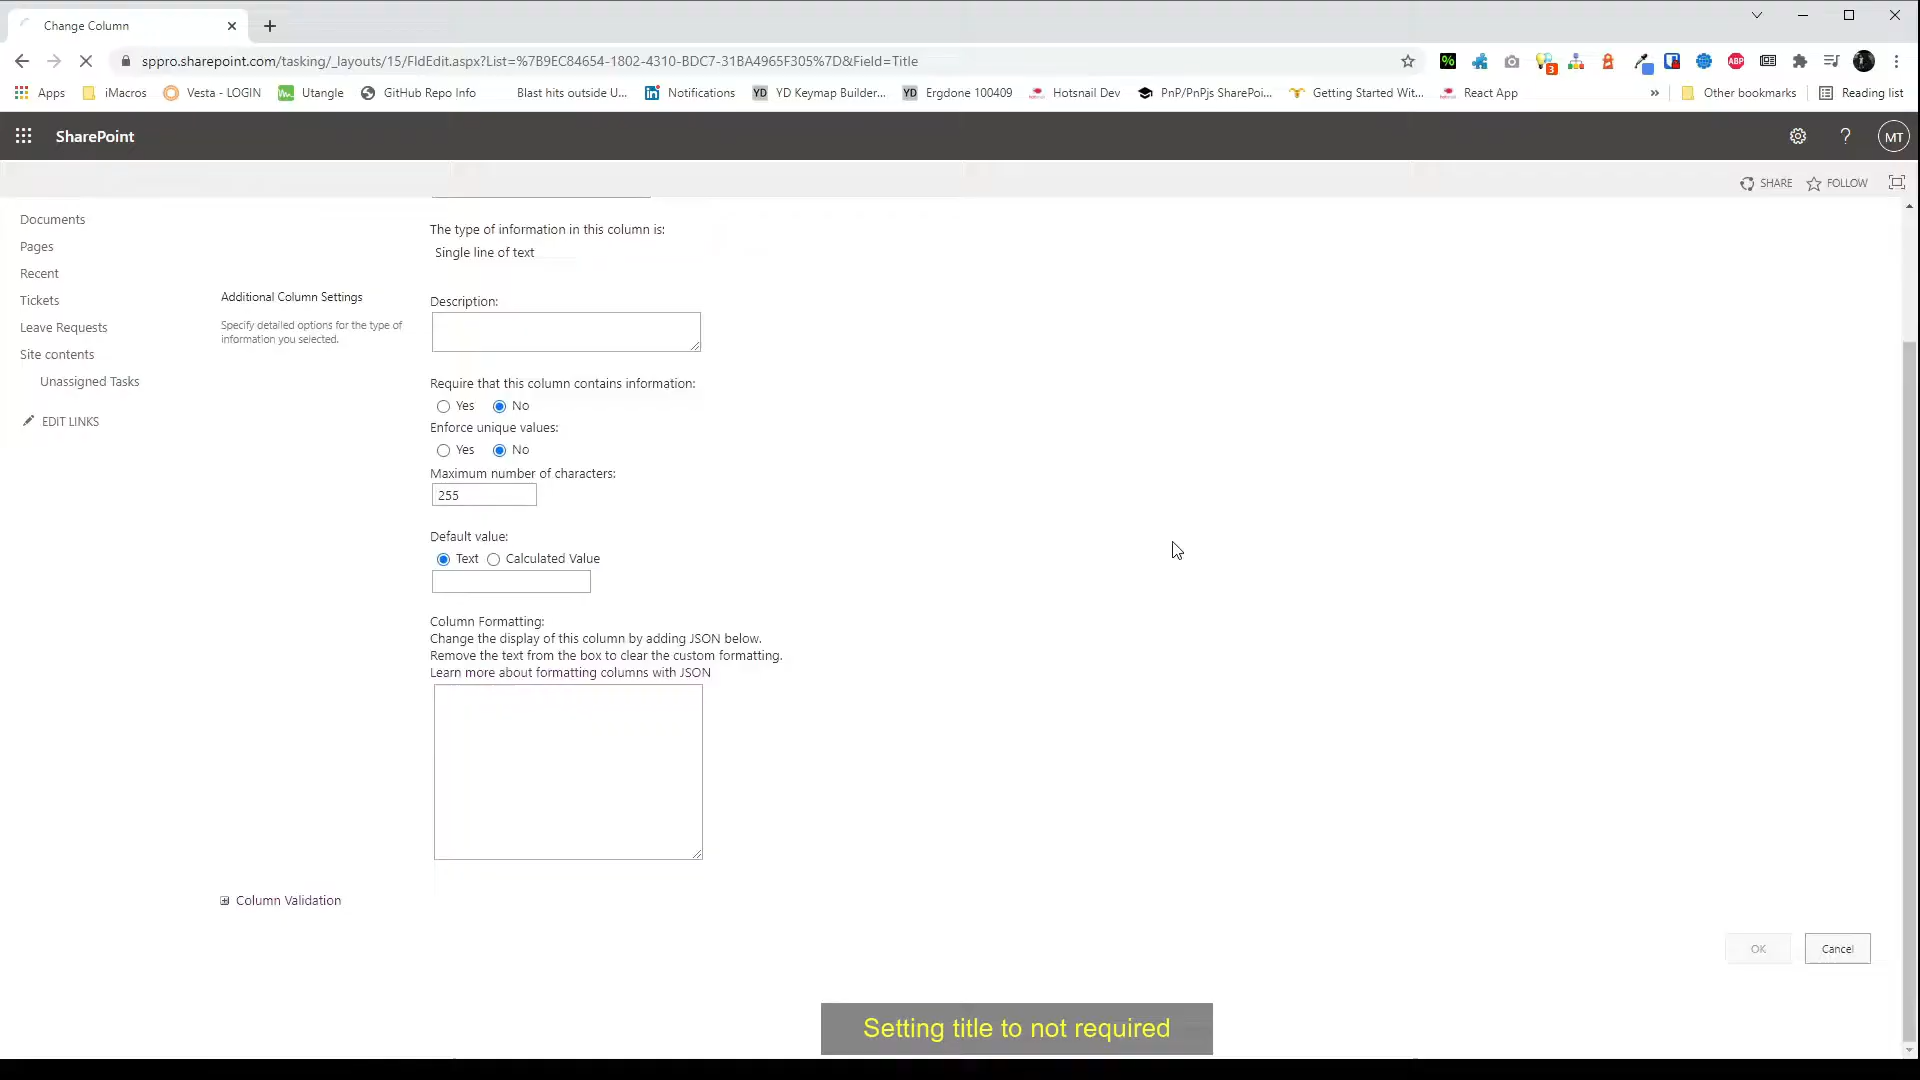 Change Column
sppro.sharepoint.com/tasking/_layouts/15/FldEdit.aspx?List=%7B9EC84654-1802-4310-BDC7-31BA4965F305%7D&Field=Title
% 3 ABP
Apps iMacros Vesta - LOGIN Utangle GitHub Repo Info Blast hits outside U... Notifications YD YD Keymap Builder... YD Ergdone 100409 Hotsnail Dev PnP/PnPjs SharePoi... Getting Started Wit... React App » Other bookmarks Reading list
SharePoint ? MT
SHARE FOLLOW
Documents
Pages
Recent
Tickets
Leave Requests
Site contents
Unassigned Tasks
EDIT LINKS
The type of information in this column is:
Single line of text
Additional Column Settings
Specify detailed options for the type of
information you selected.
Description:
Require that this column contains information:
Yes No
Enforce unique values:
Yes No
Maximum number of characters:
255
Default value:
Text Calculated Value
Column Formatting:
Change the display of this column by adding JSON below.
Remove the text from the box to clear the custom formatting.
Learn more about formatting columns with JSON
Column Validation
OK Cancel
Setting title to not required